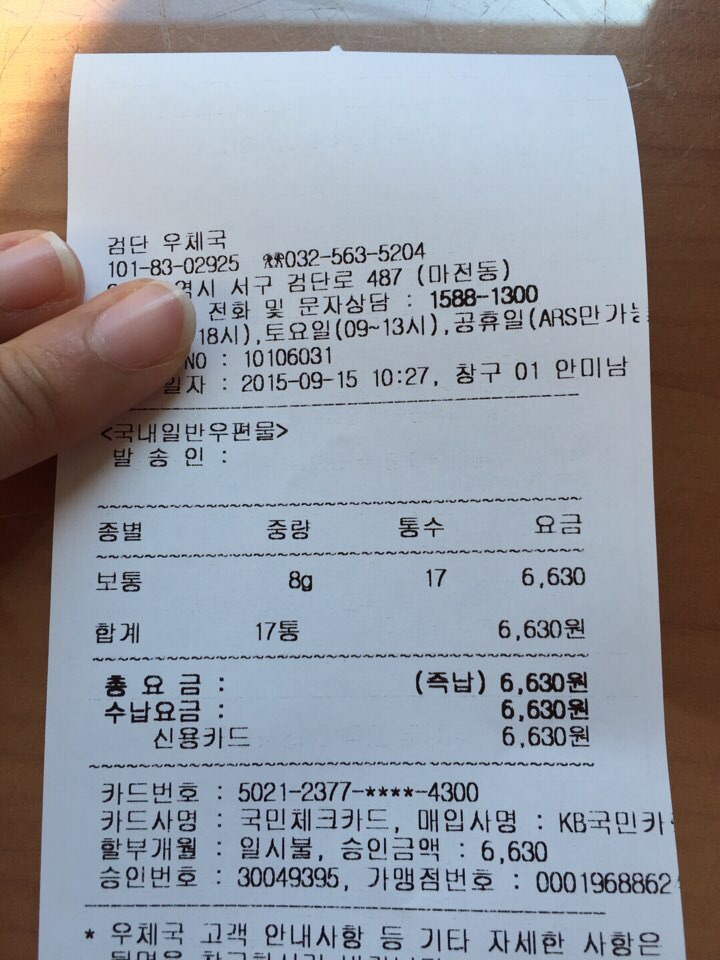 검단 우체국
101-83-02925 032-563-5204
역시 서구 검단로 487 (마전동)
전화 및 문자상담 : 1588-1300
18시),토요일(09~13시),공휴일(ARS만가능
NO : 10106031
일자 : 2015-09-15 10:27, 창구 01 안미남
<국내일반우편물>
발 송 인 :
종별 중량 통수 요금
보통 8g 17 6,630
합계 17통 6,630원
총 요 금 : (즉납) 6,630원
수납요금 : 6,630원
신용카드 6,630원
카드번호 : 5021-2377-****-4300
카드사명 : 국민체크카드, 매입사명 : KB국민카
할부개월 : 일시불, 승인금액 : 6,630
승인번호 : 30049395, 가맹점번호 : 0001968862
* 우체국 고객 안내사항 등 기타 자세한 사항은